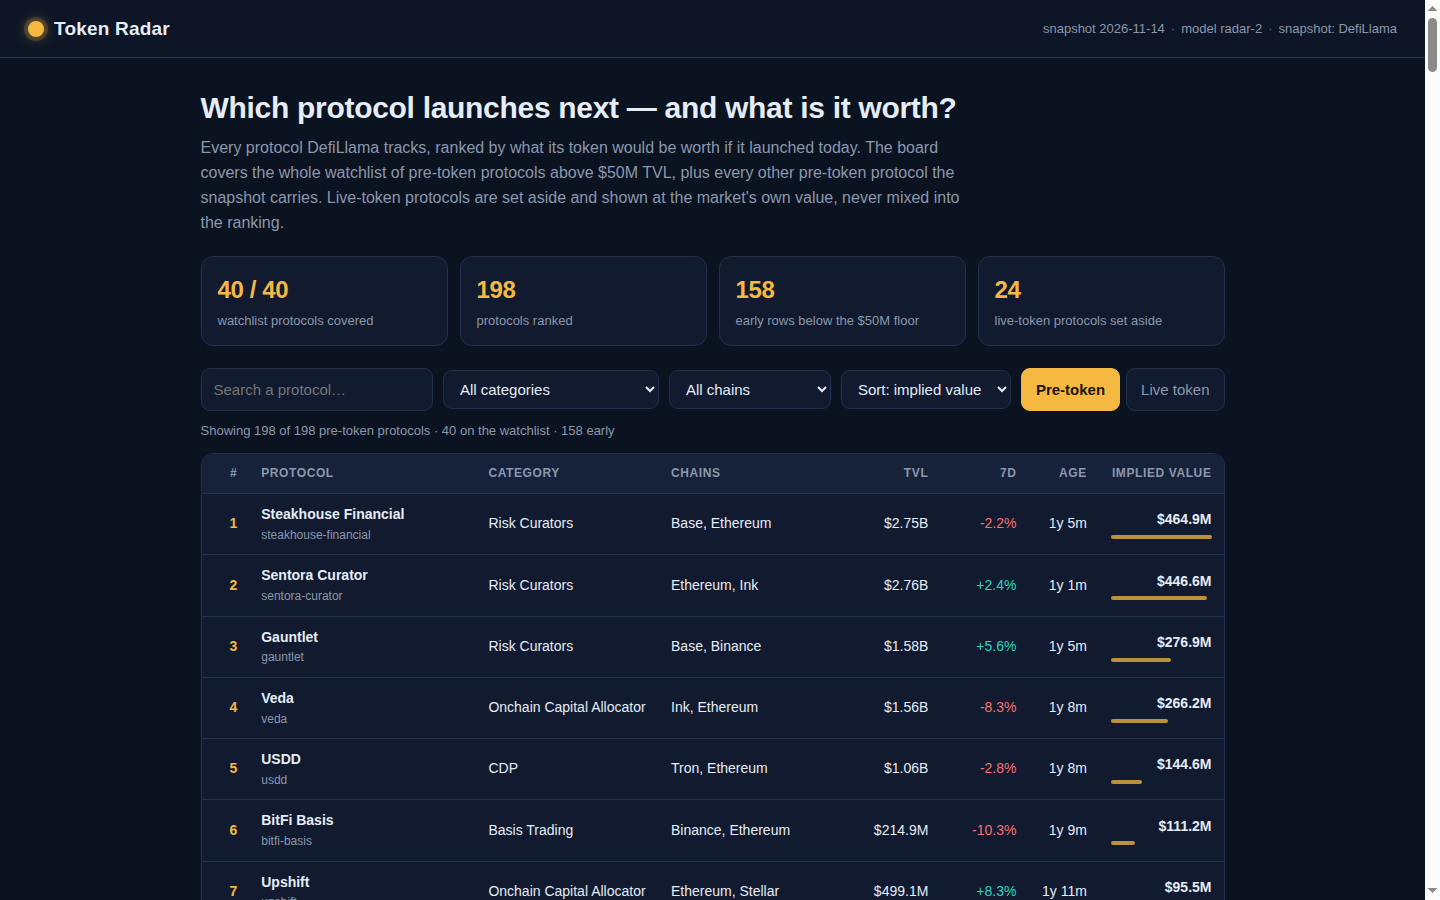 Token Radar
snapshot 2026-11-14 · model radar-2 · snapshot: DefiLlama
Which protocol launches next — and what is it worth?
Every protocol DefiLlama tracks, ranked by what its token would be worth if it launched today. The board
covers the whole watchlist of pre-token protocols above $50M TVL, plus every other pre-token protocol the
snapshot carries. Live-token protocols are set aside and shown at the market's own value, never mixed into
the ranking.
40 / 40
watchlist protocols covered
198
protocols ranked
158
early rows below the $50M floor
24
live-token protocols set aside
Search a protocol…
All categories
All chains
Sort: implied value
Pre-token
Live token
Showing 198 of 198 pre-token protocols · 40 on the watchlist · 158 early
# PROTOCOL CATEGORY CHAINS TVL 7D AGE IMPLIED VALUE
1 Steakhouse Financial Risk Curators Base, Ethereum $2.75B -2.2% 1y 5m $464.9M
steakhouse-financial
2 Sentora Curator Risk Curators Ethereum, Ink $2.76B +2.4% 1y 1m $446.6M
sentora-curator
3 Gauntlet Risk Curators Base, Binance $1.58B +5.6% 1y 5m $276.9M
gauntlet
4 Veda Onchain Capital Allocator Ink, Ethereum $1.56B -8.3% 1y 8m $266.2M
veda
5 USDD CDP Tron, Ethereum $1.06B -2.8% 1y 8m $144.6M
usdd
6 BitFi Basis Basis Trading Binance, Ethereum $214.9M -10.3% 1y 9m $111.2M
bitfi-basis
7 Upshift Onchain Capital Allocator Ethereum, Stellar $499.1M +8.3% 1y 11m $95.5M